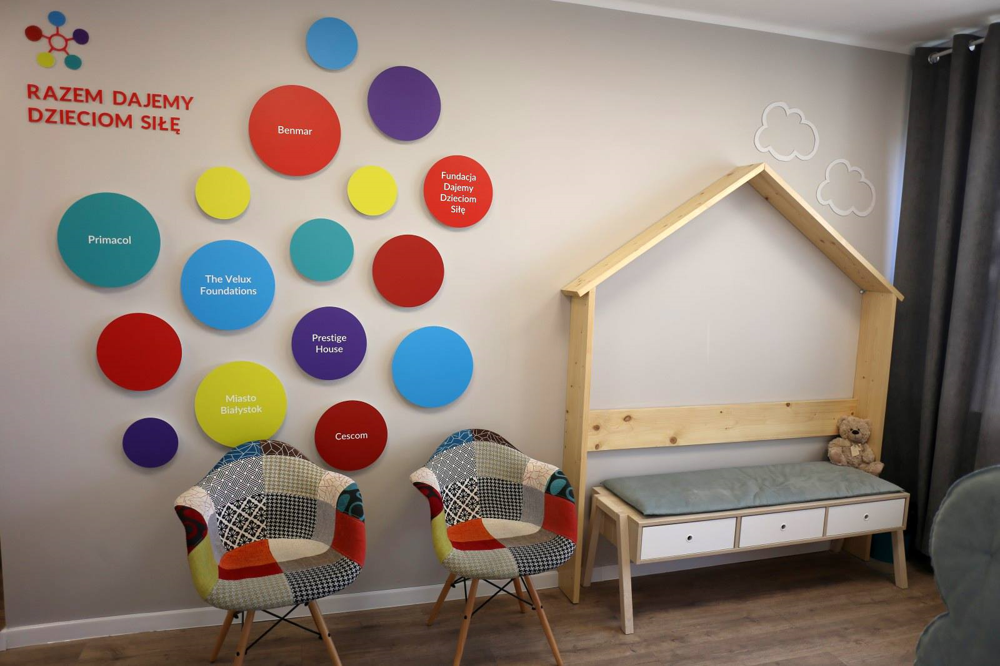 RAZEM DAJEMY
DZIECIOM SIŁĘ
Benmar
Fundacja
Dajemy
Dzieciom
Siłę
Primacol
The Velux
Foundations
Prestige
House
Miasto
Białystok
Cescom